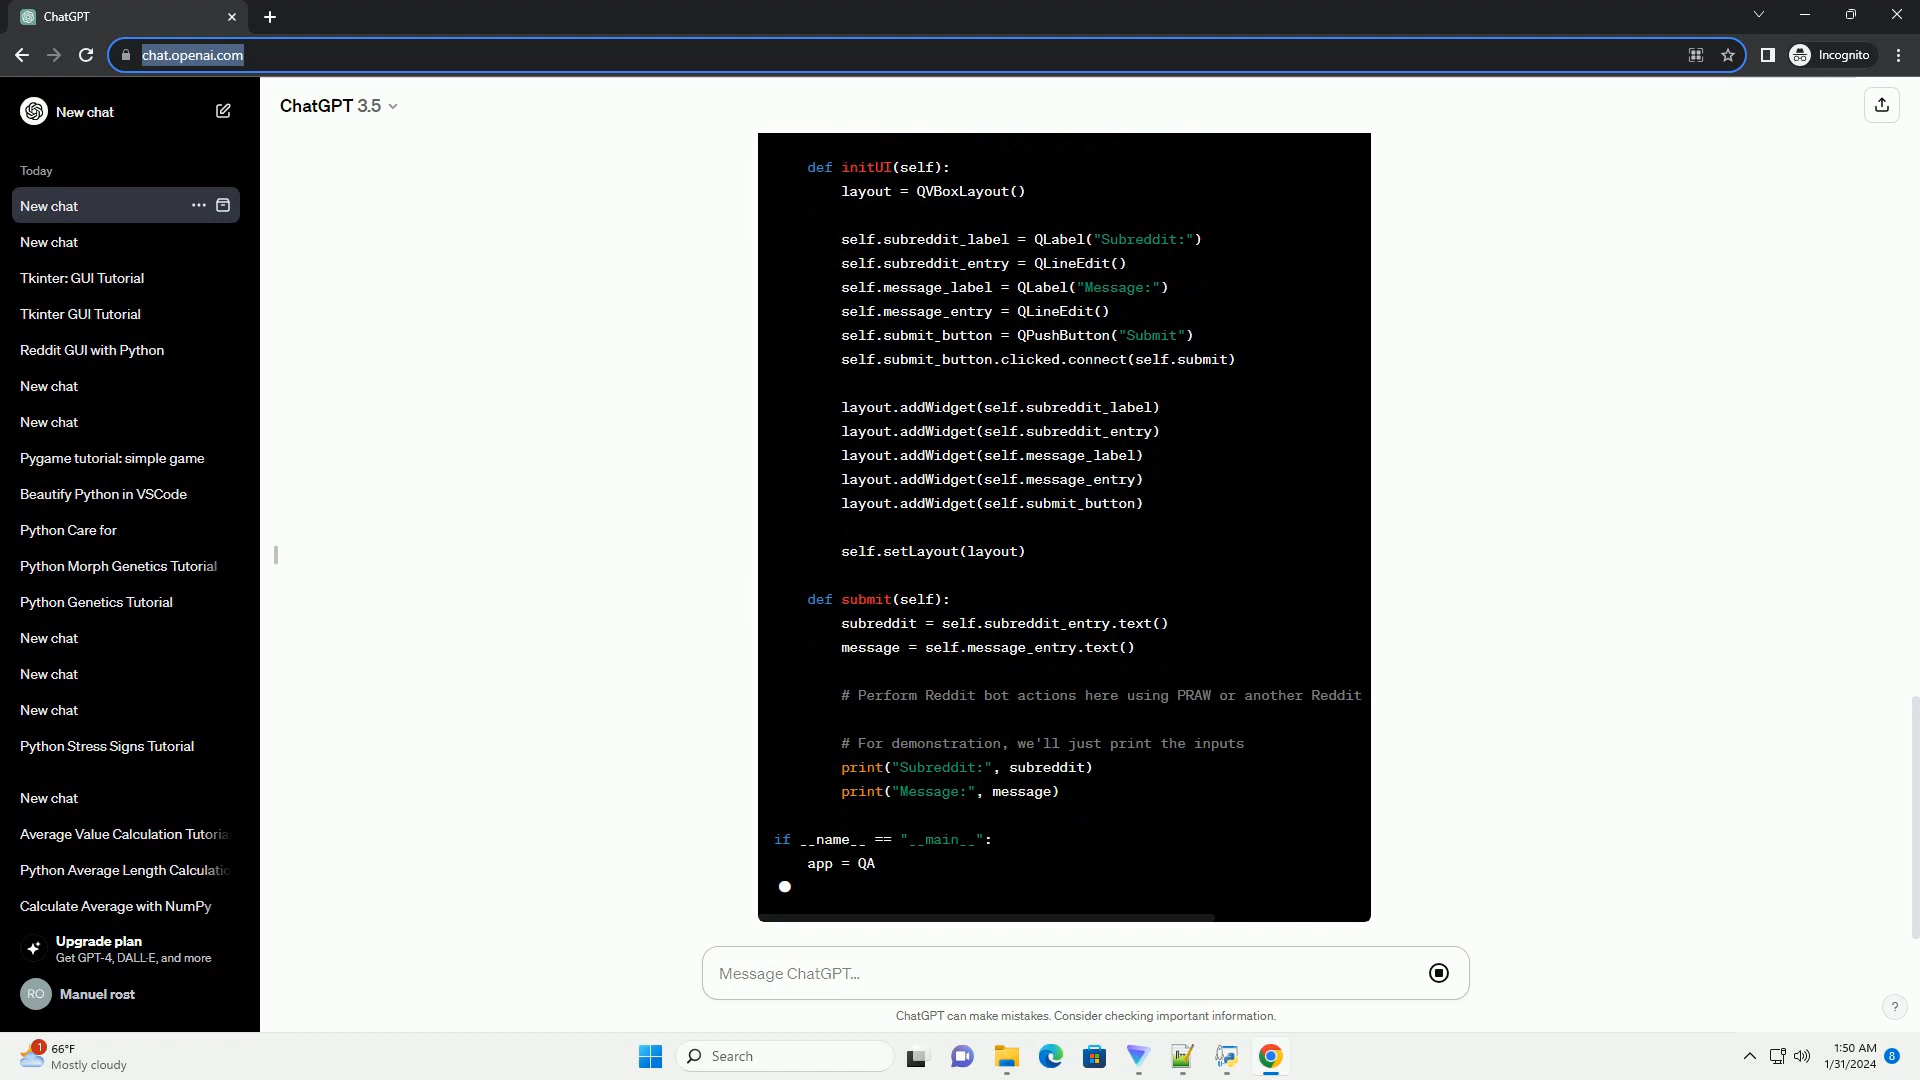 ChatGPT
chat.openai.com
Incognito
New chat
Today
New chat
New chat
Tkinter: GUI Tutorial
Tkinter GUI Tutorial
Reddit GUI with Python
New chat
New chat
Pygame tutorial: simple game
Beautify Python in VSCode
Python Care for
Python Morph Genetics Tutorial
Python Genetics Tutorial
New chat
New chat
New chat
Python Stress Signs Tutorial
New chat
Average Value Calculation Tutoria
Python Average Length Calculatio
Calculate Average with NumPy
Upgrade plan
Get GPT-4, DALL·E, and more
RO Manuel rost
ChatGPT 3.5
def initUI(self):
layout = QVBoxLayout()
self.subreddit_label = QLabel("Subreddit:")
self.subreddit_entry = QLineEdit()
self.message_label = QLabel("Message:")
self.message_entry = QLineEdit()
self.submit_button = QPushButton("Submit")
self.submit_button.clicked.connect(self.submit)
layout.addWidget(self.subreddit_label)
layout.addWidget(self.subreddit_entry)
layout.addWidget(self.message_label)
layout.addWidget(self.message_entry)
layout.addWidget(self.submit_button)
self.setLayout(layout)
def submit(self):
subreddit = self.subreddit_entry.text()
message = self.message_entry.text()
# Perform Reddit bot actions here using PRAW or another Reddit
# For demonstration, we'll just print the inputs
print("Subreddit:", subreddit)
print("Message:", message)
if __name__ == "__main__":
app = QA
Message ChatGPT…
ChatGPT can make mistakes. Consider checking important information.
?
1
66°F
Mostly cloudy
Search
1:50 AM
1/31/2024
8